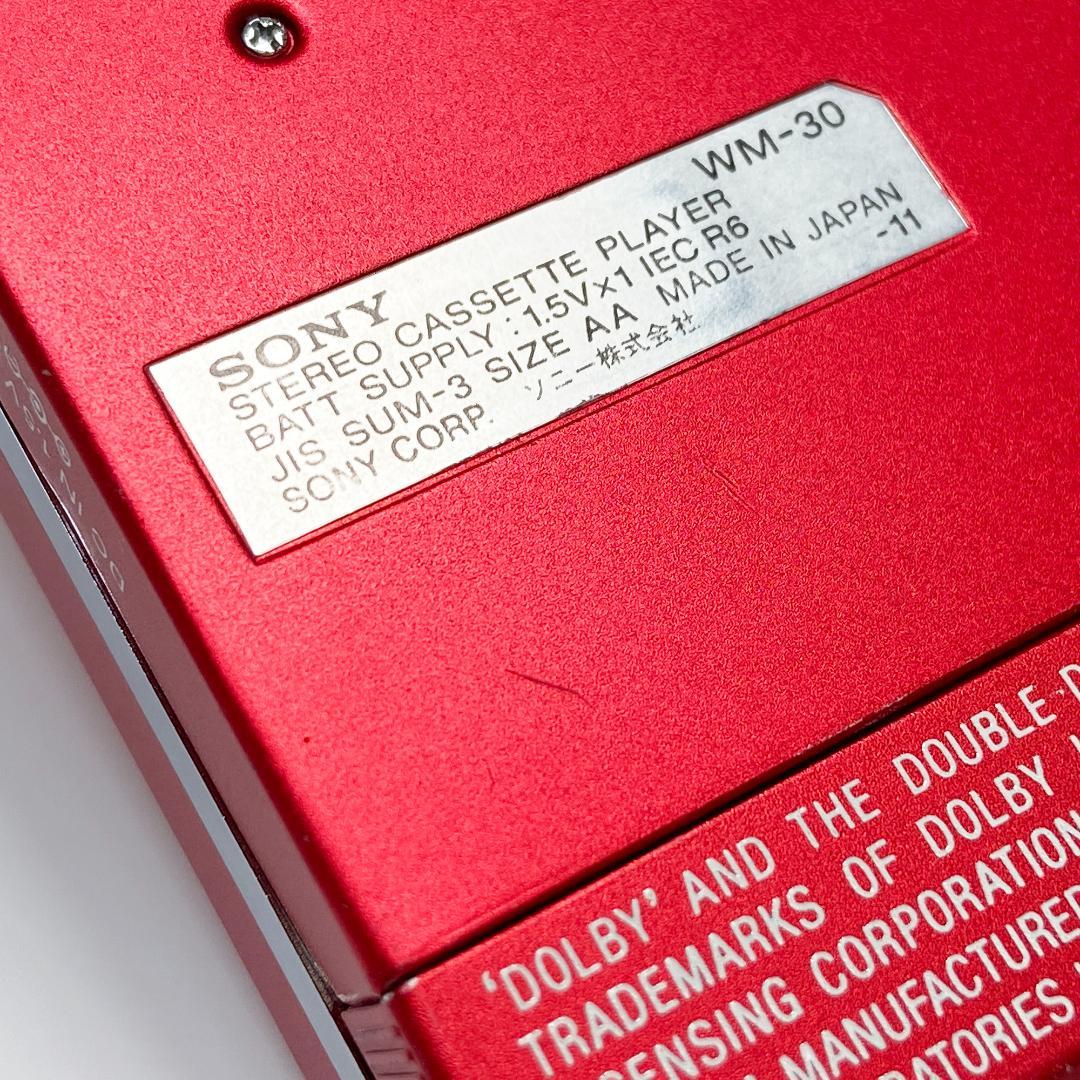 WM-30
SONY
STEREO CASSETTE PLAYER
BATT SUPPLY : 1.5V×1 IEC R6
JIS SUM-3 SIZE AA MADE IN JAPAN
SONY CORP. ソニー株式会社 -11
'DOLBY' AND THE DOUBLE-D
TRADEMARKS OF DOLBY
CENSING CORPORATION
MANUFACTURED
RATORIES